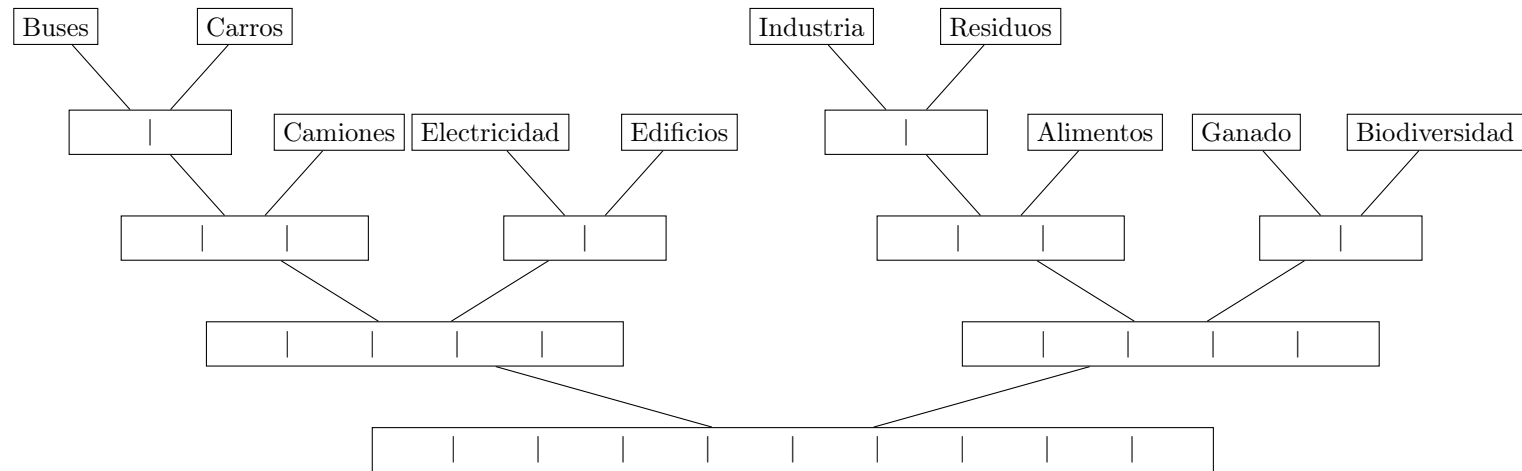 Buses Carros Industria Residuos
Camiones Electricidad Edificios Alimentos Ganado Biodiversidad